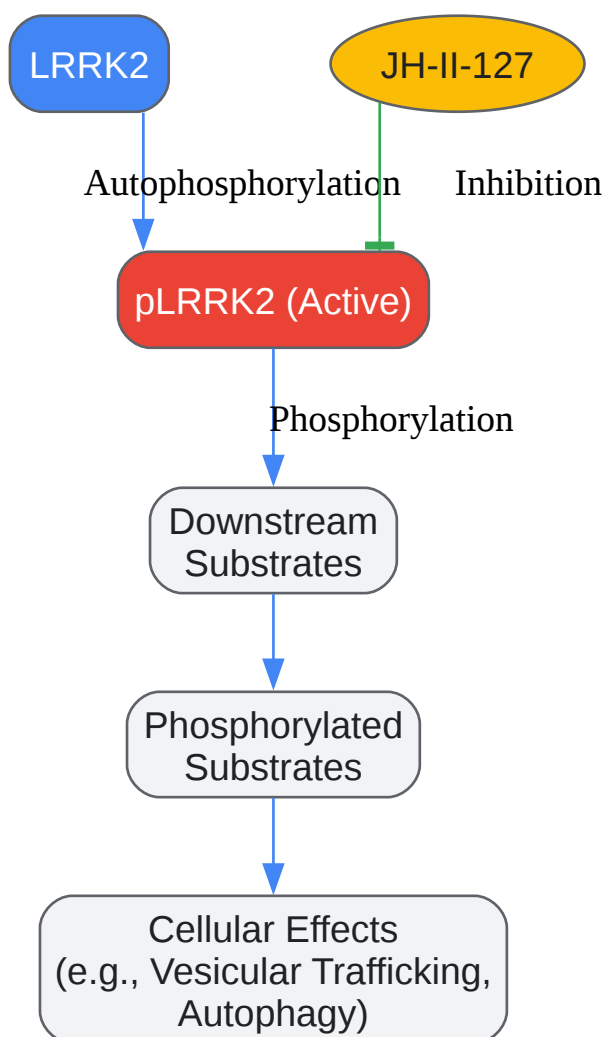 LRRK2
JH-II-127
Autophosphorylation
Inhibition
pLRRK2 (Active)
Phosphorylation
Downstream
Substrates
Phosphorylated
Substrates
Cellular Effects
(e.g., Vesicular Trafficking,
Autophagy)